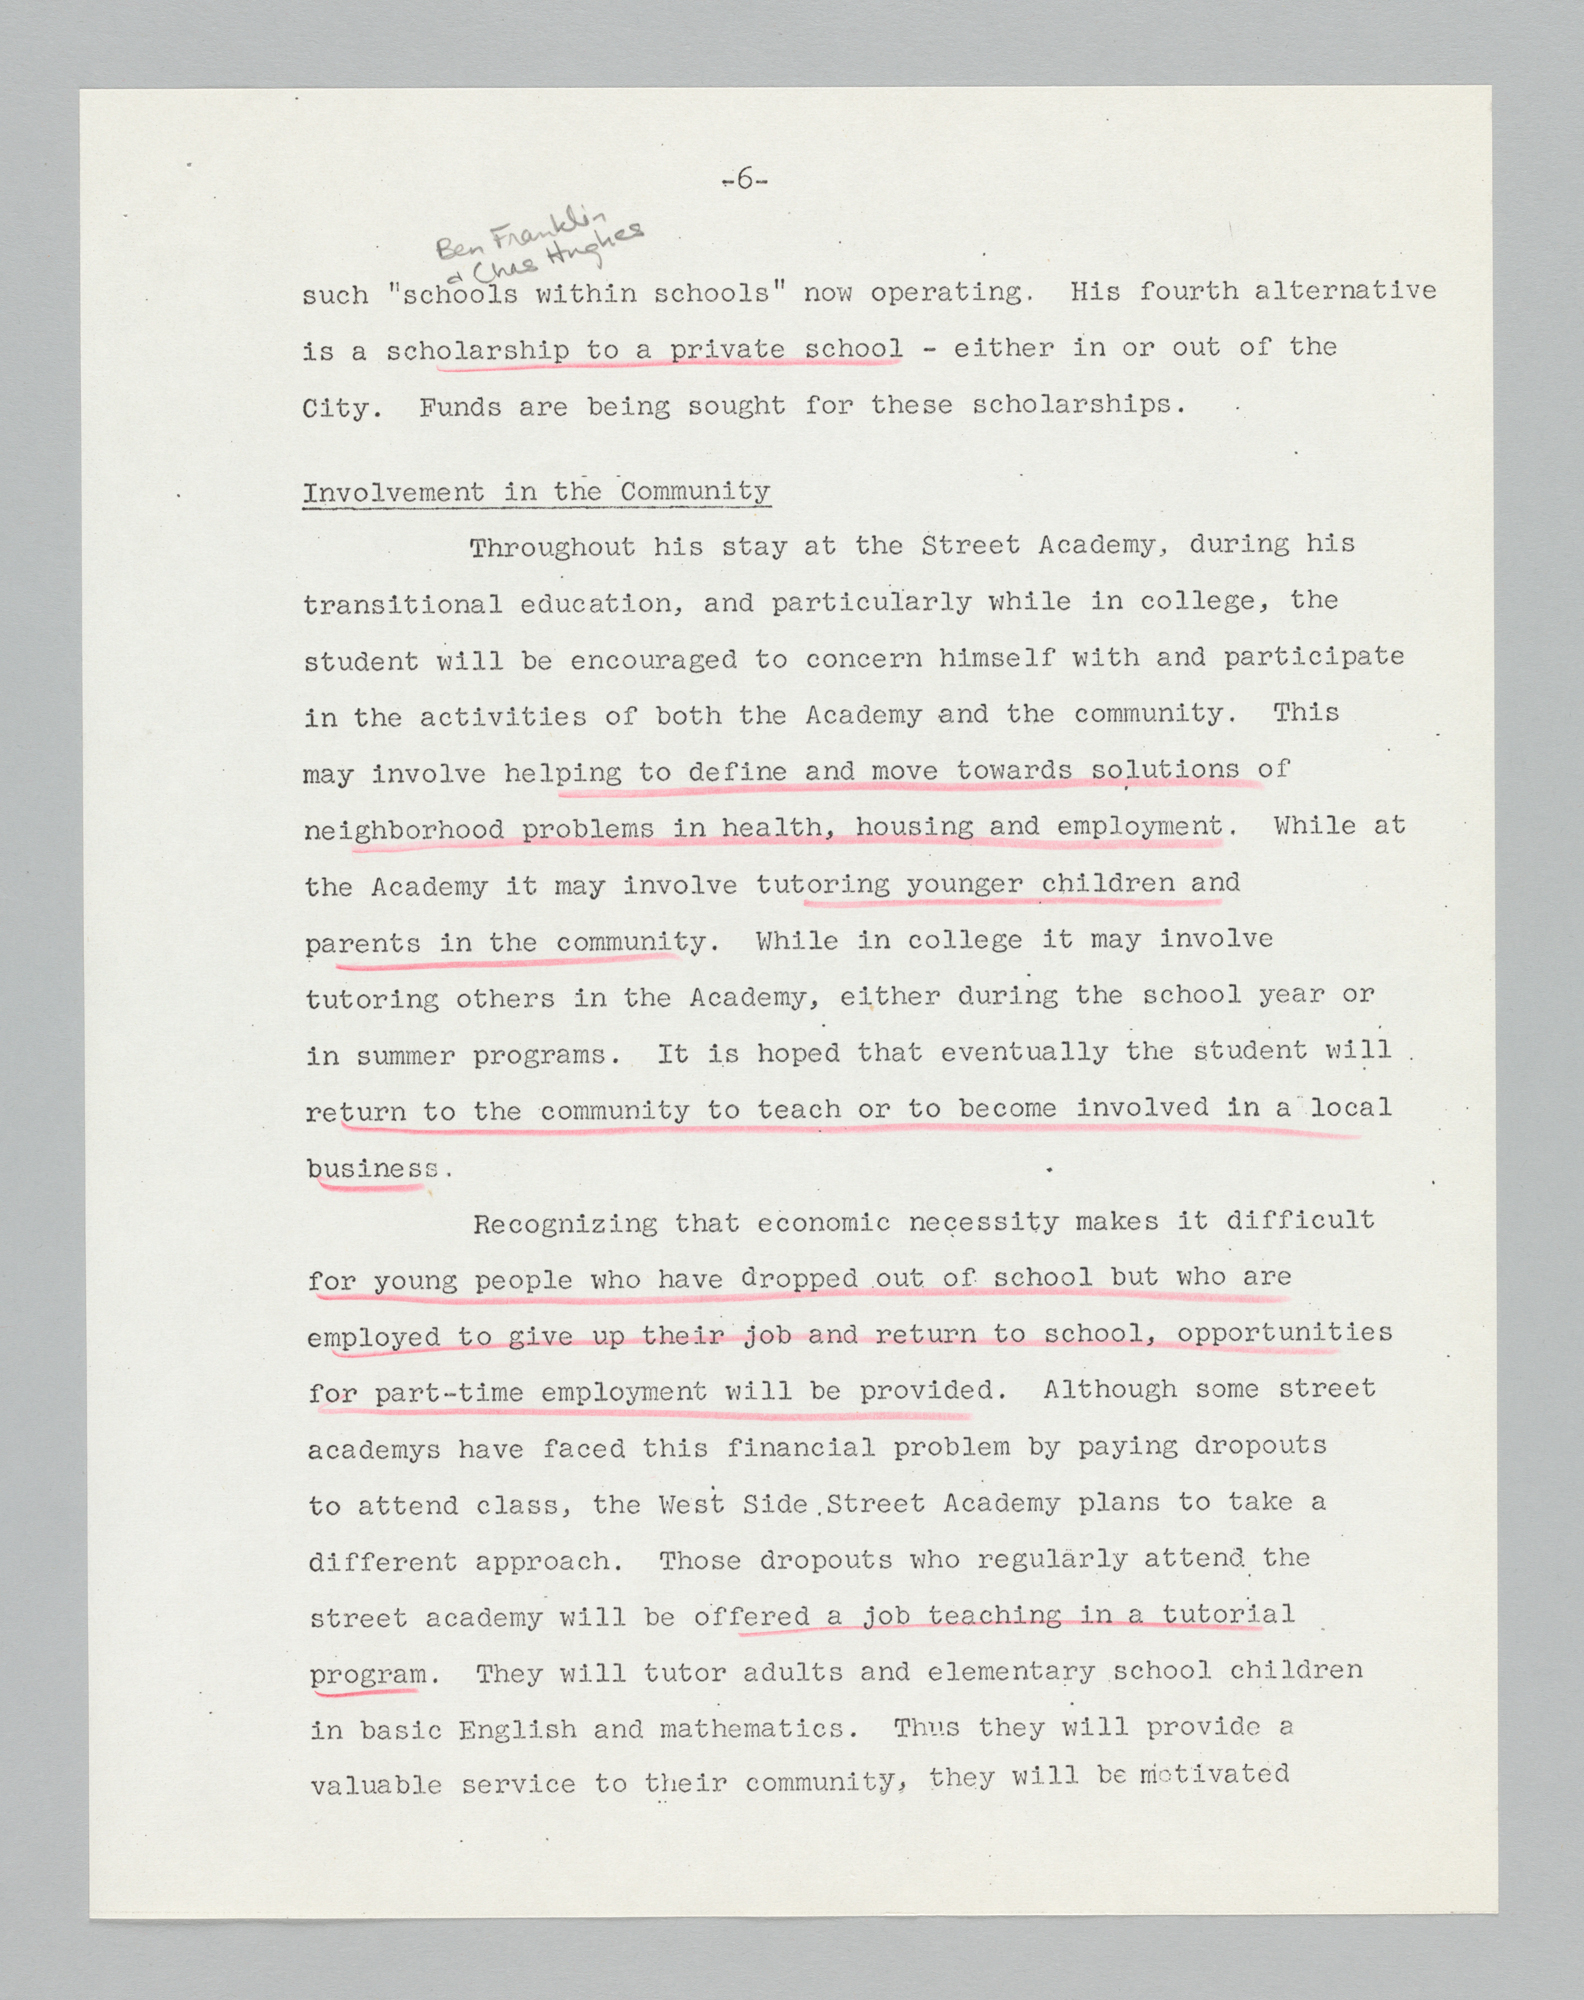 -6-
Ben Franklin
& Chas Hughes
such "schools within schools" now operating.  His fourth alternative
is a scholarship to a private school - either in or out of the
City.  Funds are being sought for these scholarships.
Involvement in the Community
Throughout his stay at the Street Academy, during his
transitional education, and particularly while in college, the
student will be encouraged to concern himself with and participate
in the activities of both the Academy and the community.  This
may involve helping to define and move towards solutions of
neighborhood problems in health, housing and employment.  While at
the Academy it may involve tutoring younger children and
parents in the community.  While in college it may involve
tutoring others in the Academy, either during the school year or
in summer programs.  It is hoped that eventually the student will
return to the community to teach or to become involved in a local
business.
Recognizing that economic necessity makes it difficult
for young people who have dropped out of school but who are
employed to give up their job and return to school, opportunities
for part-time employment will be provided.  Although some street
academys have faced this financial problem by paying dropouts
to attend class, the West Side Street Academy plans to take a
different approach.  Those dropouts who regularly attend the
street academy will be offered a job teaching in a tutorial
program.  They will tutor adults and elementary school children
in basic English and mathematics.  Thus they will provide a
valuable service to their community, they will be motivated